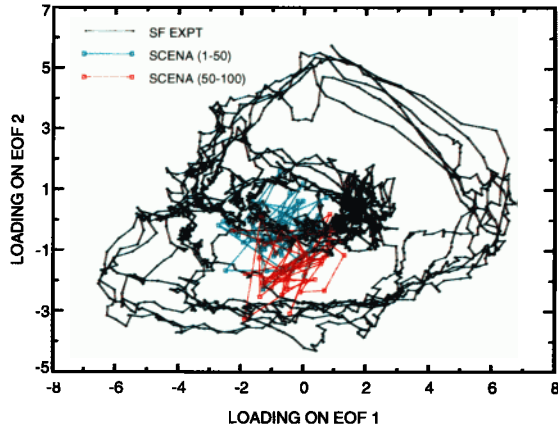 7
5
3
1
-1
-3
-5
SF EXPT
SCENA (1-50)
SCENA (50-100)
LOADING ON EOF 2
-8 -6 -4 -2 0 2 4 6 8
LOADING ON EOF 1